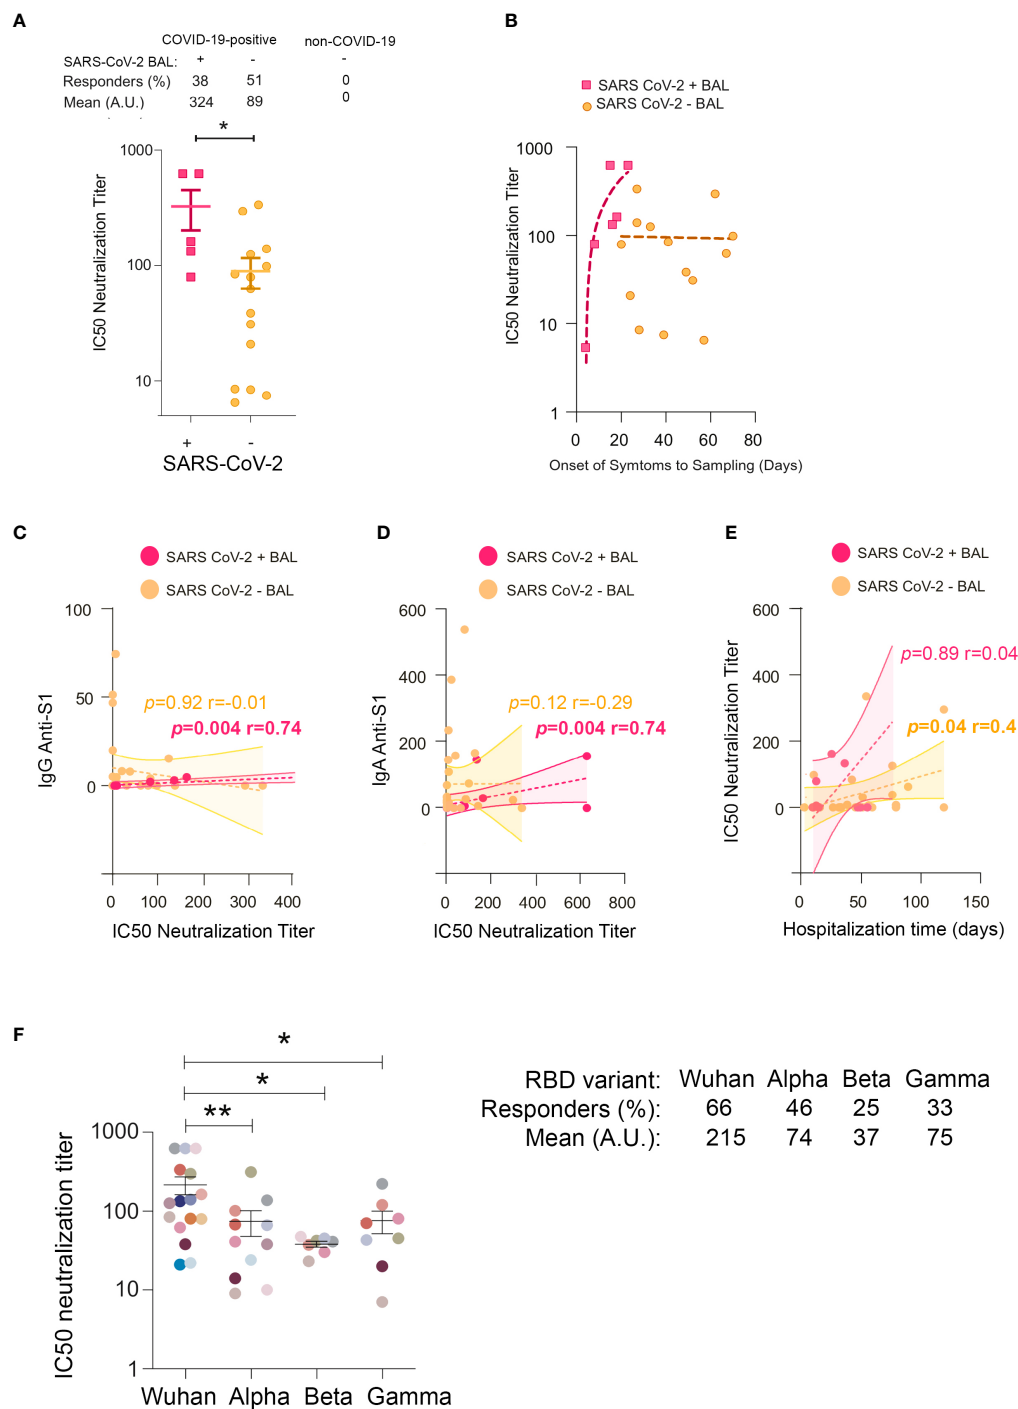 A
COVID-19-positive non-COVID-19
SARS-CoV-2 BAL: + - -
Responders (%) 38 51 0
Mean (A.U.) 324 89 0
*
1000
100
10
IC50 Neutralization Titer
+ -
SARS-CoV-2
B
SARS CoV-2 + BAL
SARS CoV-2 - BAL
1000
100
10
1
IC50 Neutralization Titer
0 20 40 60 80
Onset of Symtoms to Sampling (Days)
C
SARS CoV-2 + BAL
SARS CoV-2 - BAL
100
50
0
IgG Anti-S1
p=0.92 r=-0.01
p=0.004 r=0.74
0 100 200 300 400
IC50 Neutralization Titer
D
SARS CoV-2 + BAL
SARS CoV-2 - BAL
600
400
200
0
IgA Anti-S1
p=0.12 r=-0.29
p=0.004 r=0.74
0 200 400 600 800
IC50 Neutralization Titer
E
SARS CoV-2 + BAL
SARS CoV-2 - BAL
600
400
200
0
IC50 Neutralization Titer
p=0.89 r=0.04
p=0.04 r=0.4
0 50 100 150
Hospitalization time (days)
F
*
*
**
1000
100
10
1
IC50 neutralization titer
Wuhan Alpha Beta Gamma
RBD variant: Wuhan Alpha Beta Gamma
Responders (%): 66 46 25 33
Mean (A.U.): 215 74 37 75